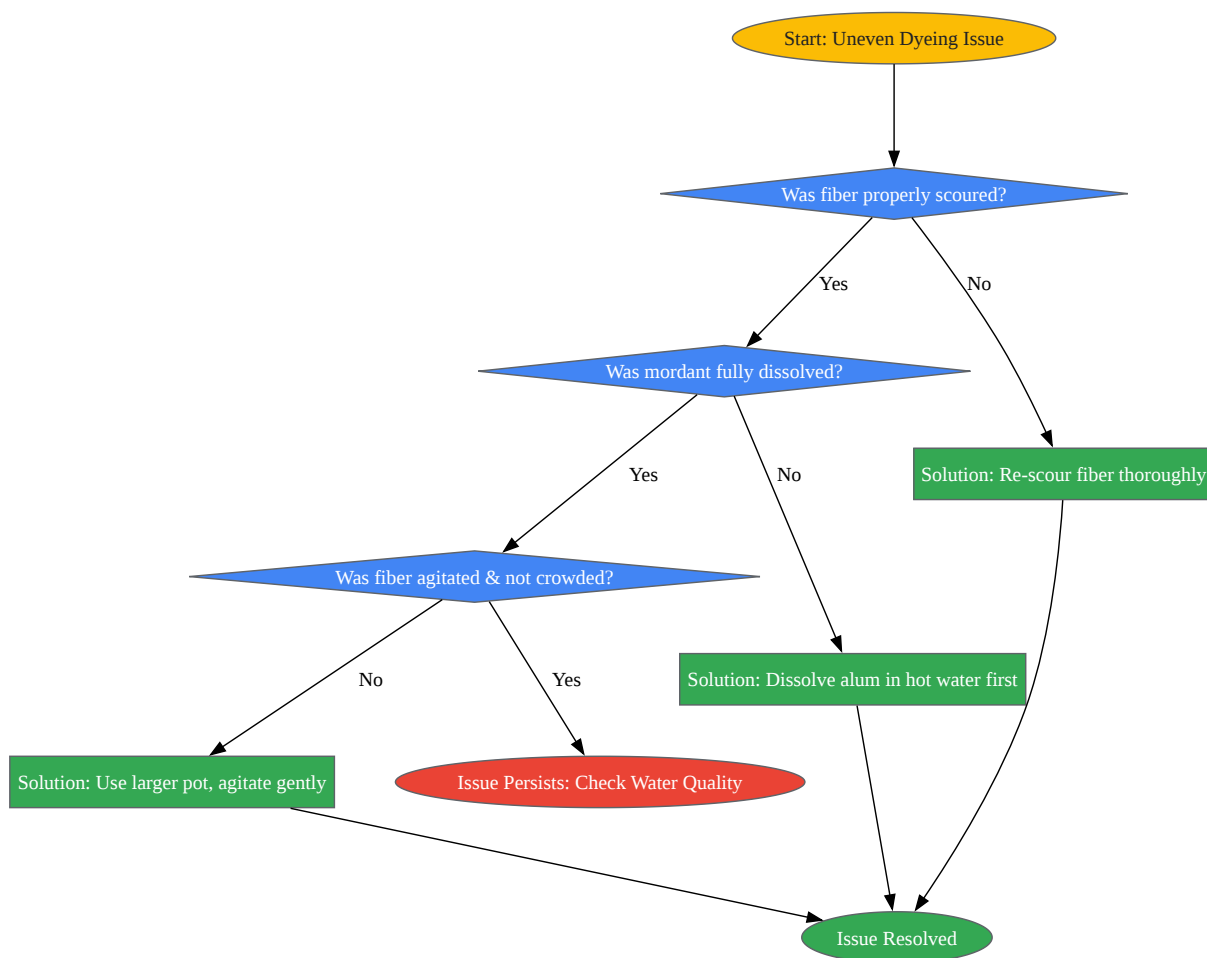 Start: Uneven Dyeing Issue
Was fiber properly scoured?
Yes
No
Was mordant fully dissolved?
Yes
No
Solution: Re-scour fiber thoroughly
Was fiber agitated & not crowded?
No
Yes
Solution: Dissolve alum in hot water first
Solution: Use larger pot, agitate gently
Issue Persists: Check Water Quality
Issue Resolved